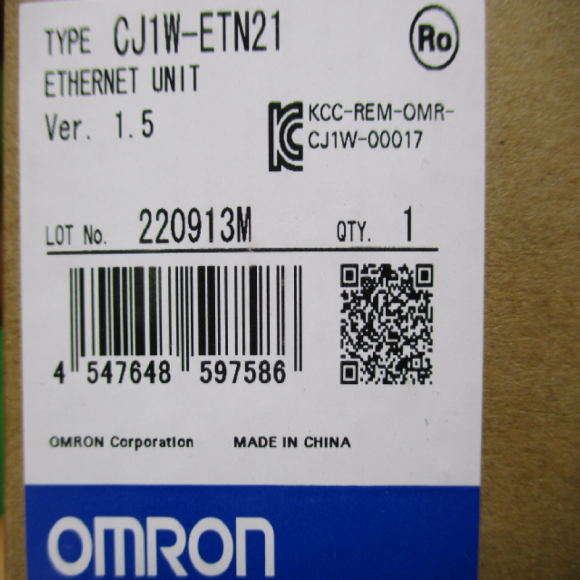 TYPE CJ1W-ETN21
Ro
ETHERNET UNIT
Ver. 1.5
KCC-REM-OMR-
CJ1W-00017
LOT No. 220913M QTY. 1
4 547648 597586
OMRON Corporation MADE IN CHINA
OMRON